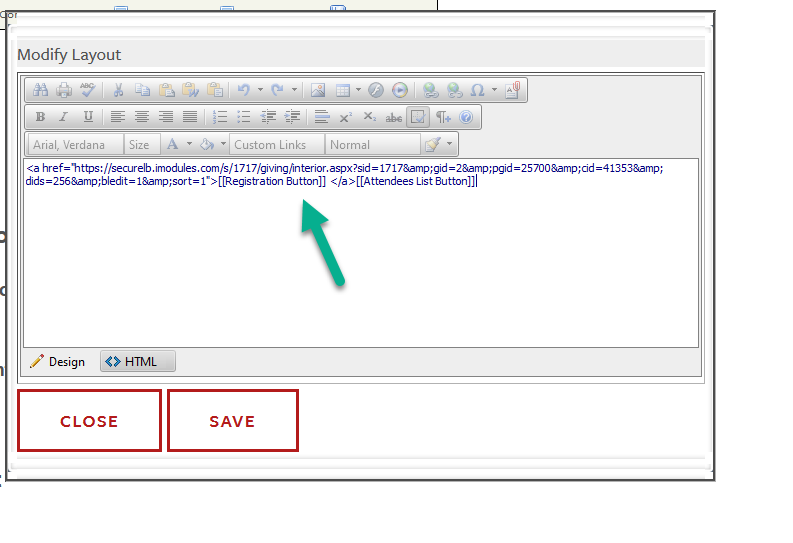 Modify Layout
ABC
B I U abc
Arial, Verdana Size A Custom Links Normal
<a href="https://securelb.imodules.com/s/1717/giving/interior.aspx?sid=1717&amp;gid=2&amp;pgid=25700&amp;cid=41353&amp;
dids=256&amp;bledit=1&amp;sort=1">[[Registration Button]] </a>[[Attendees List Button]]
Design HTML
CLOSE SAVE